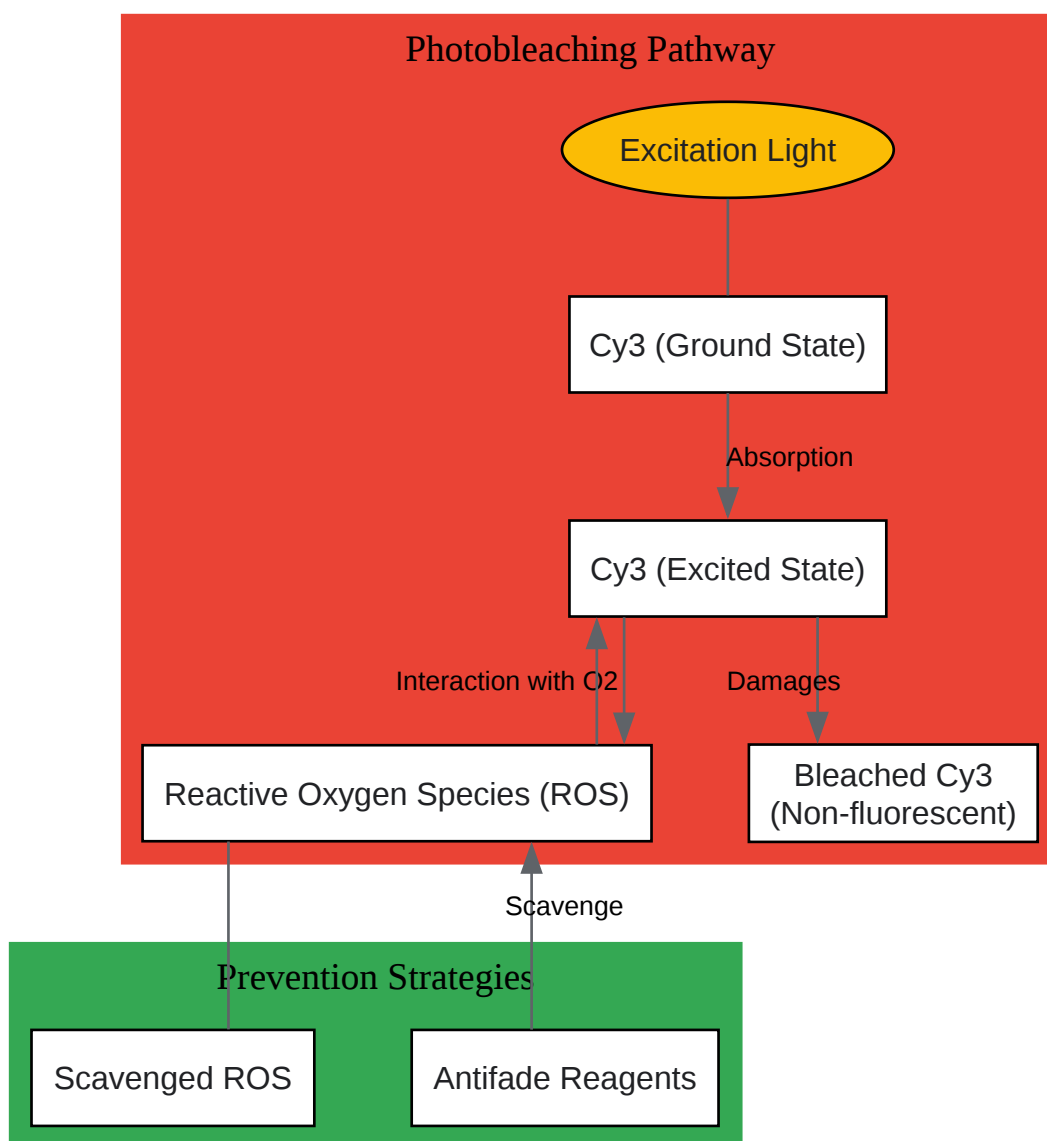 Photobleaching Pathway
Excitation Light
Cy3 (Ground State)
Absorption
Cy3 (Excited State)
Interaction with O2
Damages
Reactive Oxygen Species (ROS)
Bleached Cy3
(Non-fluorescent)
Scavenge
Prevention Strategies
Scavenged ROS
Antifade Reagents